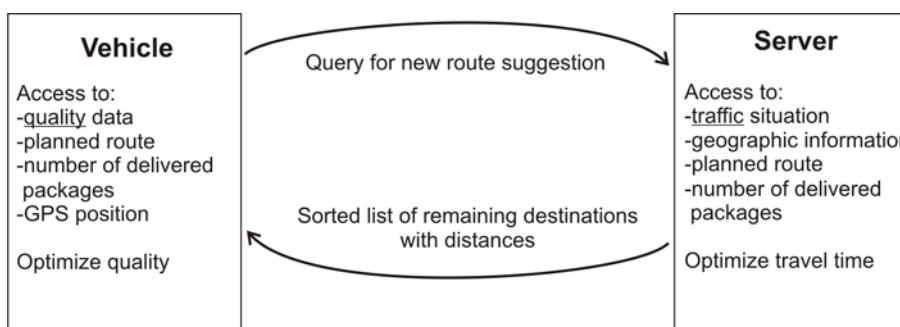 Vehicle
Access to:
-quality data
-planned route
-number of delivered
packages
-GPS position
Optimize quality
Query for new route suggestion
Sorted list of remaining destinations
with distances
Server
Access to:
-traffic situation
-geographic information
-planned route
-number of delivered
packages
Optimize travel time